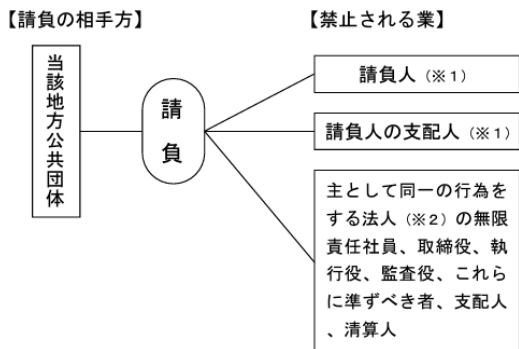 【請負の相手方】
【禁止される業】
当該地方公共団体
請負
請負人（※１）
請負人の支配人（※１）
主として同一の行為を
する法人（※２）の無限
責任社員、取締役、執
行役、監査役、これら
に準ずべき者、支配人
、清算人